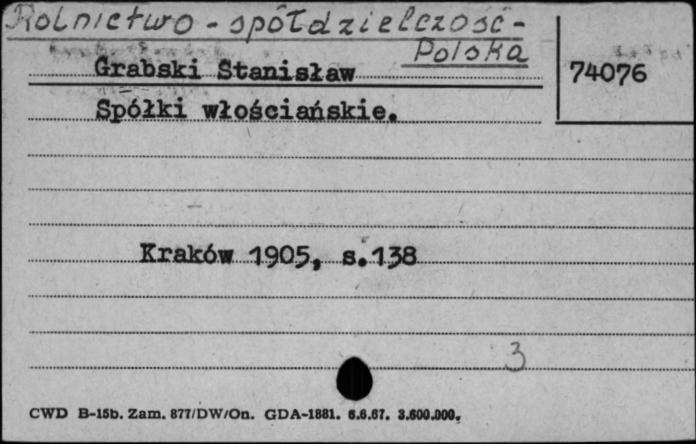 Rolnictwo - spółdzielczość -
Polska
Grabski Stanisław
74076
Spółki włościańskie.
Kraków 1905, s.138
3
CWD B-15b. Zam. 877/DW/On. GDA-1881. 6.6.67. 3.600.000.